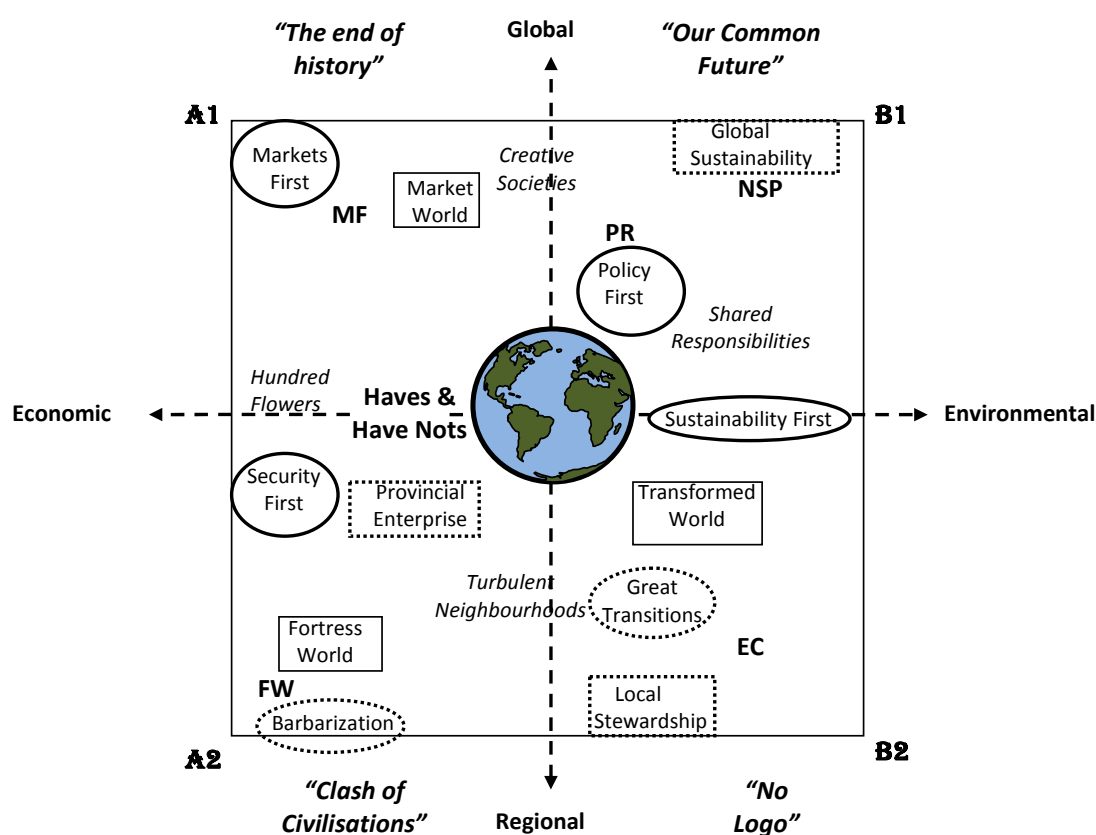 “The end of
history”
Global
“Our Common
Future”
A1
B1
Markets
First
Creative
Societies
Global
Sustainability
Market
World
MF
NSP
PR
Policy
First
Shared
Responsibilities
Hundred
Flowers
Economic
Haves &
Have Nots
Sustainability First
Environmental
Security
First
Provincial
Enterprise
Transformed
World
Turbulent
Neighbourhoods
Great
Transitions
Fortress
World
EC
FW
Barbarization
Local
Stewardship
A2
B2
“Clash of
Civilisations”
Regional
“No
Logo”